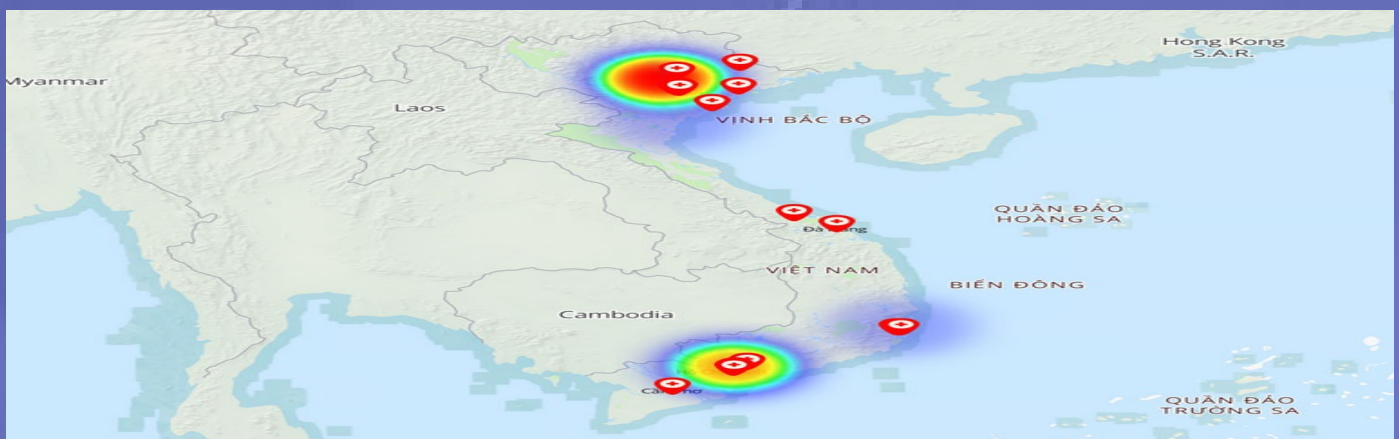 Hong Kong
S.A.R.
Myanmar
Laos
VỊNH BẮC BỘ
QUẦN ĐẢO
HOÀNG SA
VIỆT NAM
BIỂN ĐÔNG
Cambodia
QUẦN ĐẢO
TRƯỜNG SA